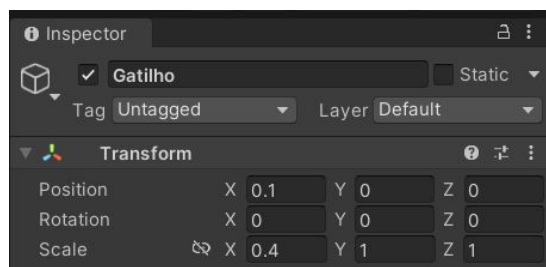 Inspector
Gatilho Static
Tag Untagged Layer Default
Transform
Position X 0.1 Y 0 Z 0
Rotation X 0 Y 0 Z 0
Scale X 0.4 Y 1 Z 1